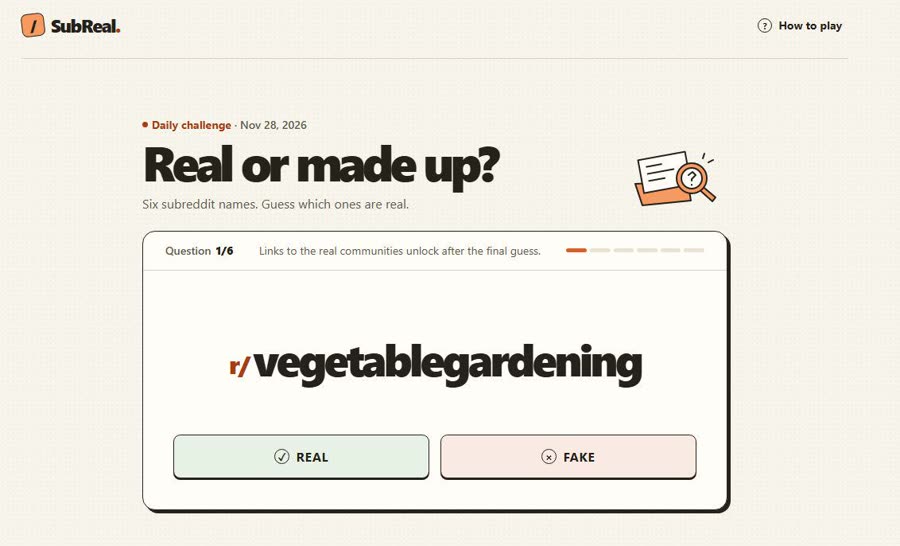 / SubReal.
? How to play
Daily challenge · Nov 28, 2026
Real or made up?
?
Six subreddit names. Guess which ones are real.
Question 1/6
Links to the real communities unlock after the final guess.
r/vegetablegardening
REAL
FAKE